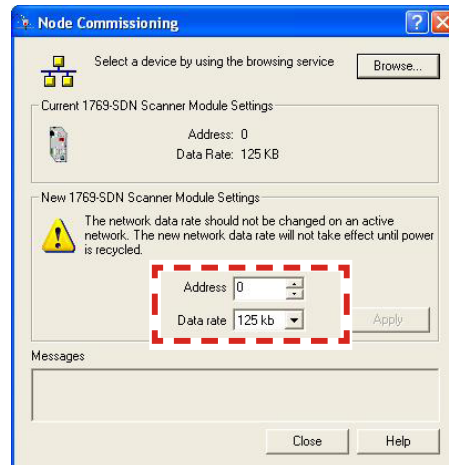 Node Commissioning
Select a device by using the browsing service
Browse...
Current 1769-SDN Scanner Module Settings
Address: 0
Data Rate: 125 KB
New 1769-SDN Scanner Module Settings
The network data rate should not be changed on an active
network. The new network data rate will not take effect until power
is recycled.
Address 0
Data rate 125 kb
Apply
Messages
Close Help